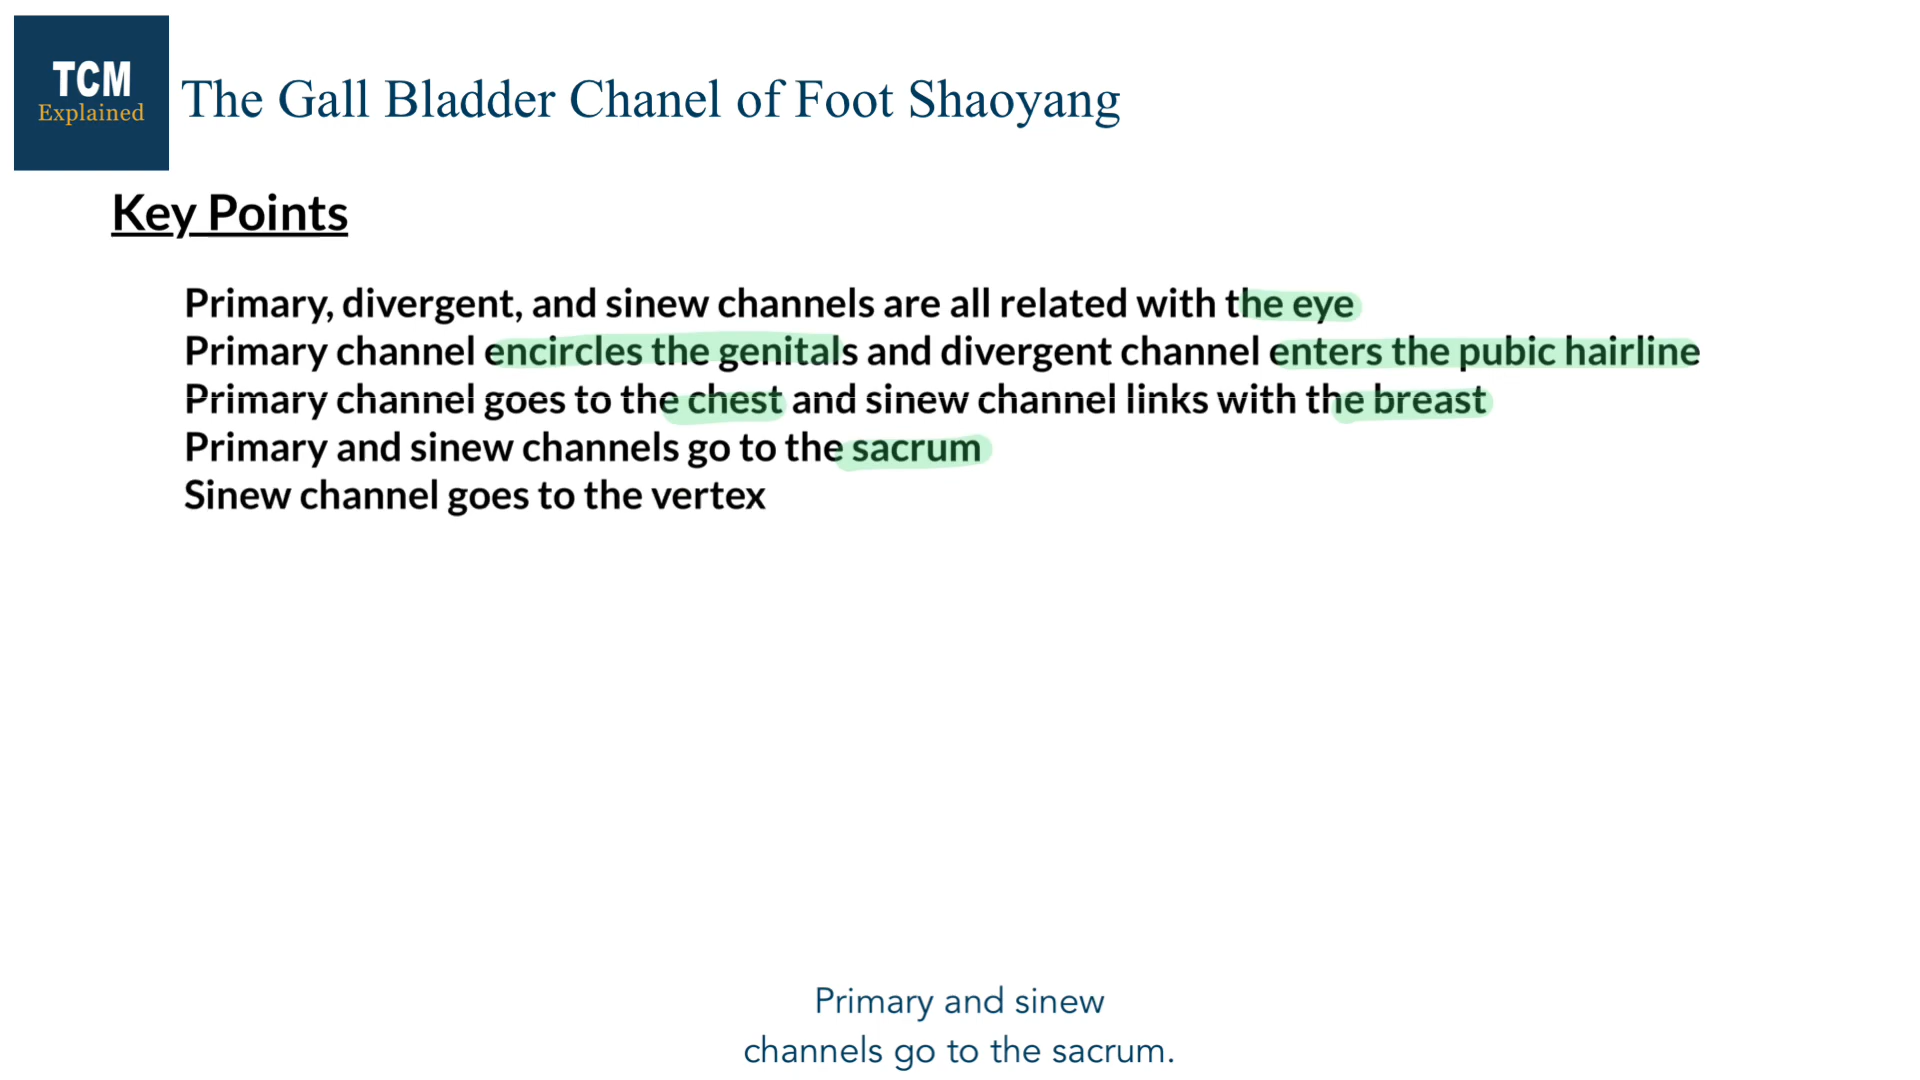 TCM
Explained
The Gall Bladder Chanel of Foot Shaoyang
Key Points
Primary, divergent, and sinew channels are all related with the eye
Primary channel encircles the genitals and divergent channel enters the pubic hairline
Primary channel goes to the chest and sinew channel links with the breast
Primary and sinew channels go to the sacrum
Sinew channel goes to the vertex
Primary and sinew
channels go to the sacrum.